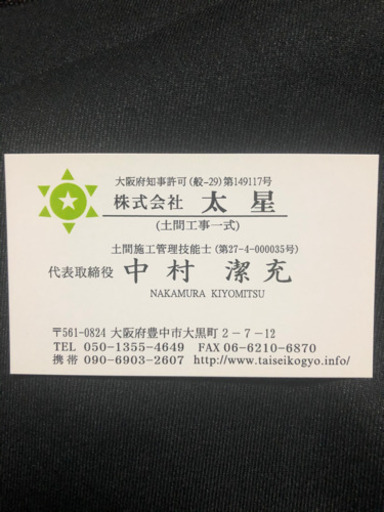 大阪府知事許可(般-29)第149117号
株式会社 太星
(土間工事一式)
土間施工管理技能士(第27-4-000035号)
代表取締役 中村 潔充
NAKAMURA KIYOMITSU
〒561-0824 大阪府豊中市大黒町2-7-12
TEL 050-1355-4649 FAX 06-6210-6870
携帯 090-6903-2607 http://www.taiseikogyo.info/